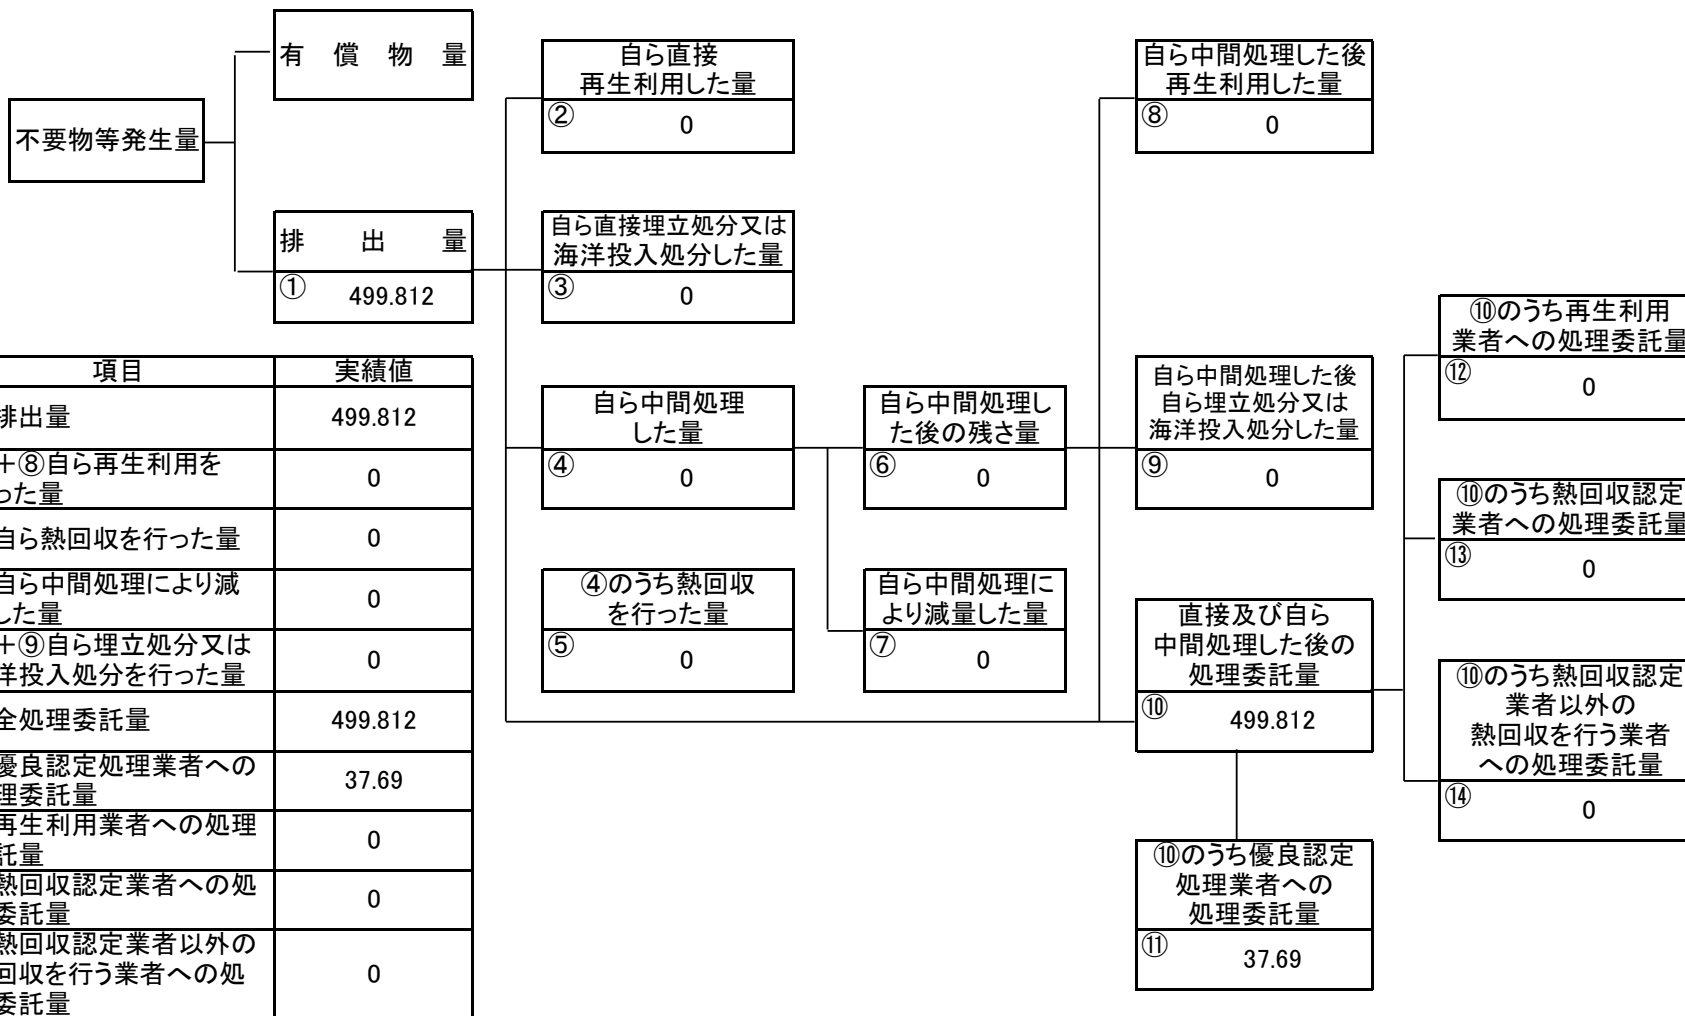 不要物等発生量
有 償 物 量
排 出 量
① 499.812
自ら直接
再生利用した量
② 0
自ら直接埋立処分又は
海洋投入処分した量
③ 0
自ら中間処理
した量
④ 0
④のうち熱回収
を行った量
⑤ 0
自ら中間処理し
た後の残さ量
⑥ 0
自ら中間処理に
より減量した量
⑦ 0
自ら中間処理した後
再生利用した量
⑧ 0
自ら中間処理した後
自ら埋立処分又は
海洋投入処分した量
⑨ 0
直接及び自ら
中間処理した後の
処理委託量
⑩ 499.812
⑩のうち優良認定
処理業者への
処理委託量
⑪ 37.69
⑩のうち再生利用
業者への処理委託量
⑫ 0
⑩のうち熱回収認定
業者への処理委託量
⑬ 0
⑩のうち熱回収認定
業者以外の
熱回収を行う業者
への処理委託量
⑭ 0
項目 実績値
排出量 499.812
+⑧自ら再生利用を
った量 0
自ら熱回収を行った量 0
自ら中間処理により減
した量 0
+⑨自ら埋立処分又は
洋投入処分を行った量 0
全処理委託量 499.812
優良認定処理業者への
理委託量 37.69
再生利用業者への処理
託量 0
熱回収認定業者への処
委託量 0
熱回収認定業者以外の
回収を行う業者への処
委託量 0